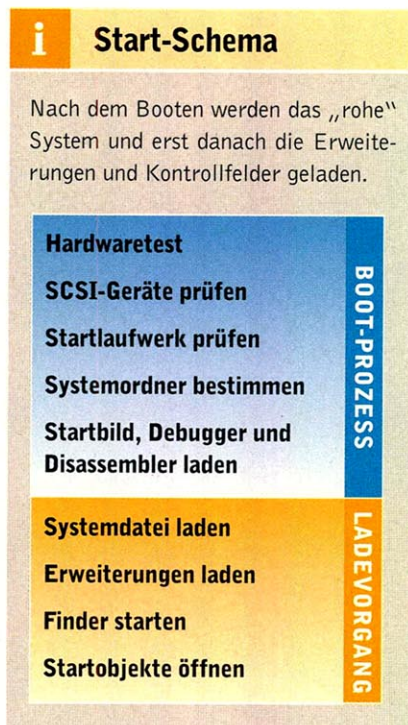 i
Start-Schema
Nach dem Booten werden das „rohe“
System und erst danach die Erweite-
rungen und Kontrollfelder geladen.
Hardwaretest
SCSI-Geräte prüfen
Startlaufwerk prüfen
Systemordner bestimmen
Startbild, Debugger und
Disassembler laden
BOOT-PROZESS
Systemdatei laden
Erweiterungen laden
Finder starten
Startobjekte öffnen
LADEVORGANG